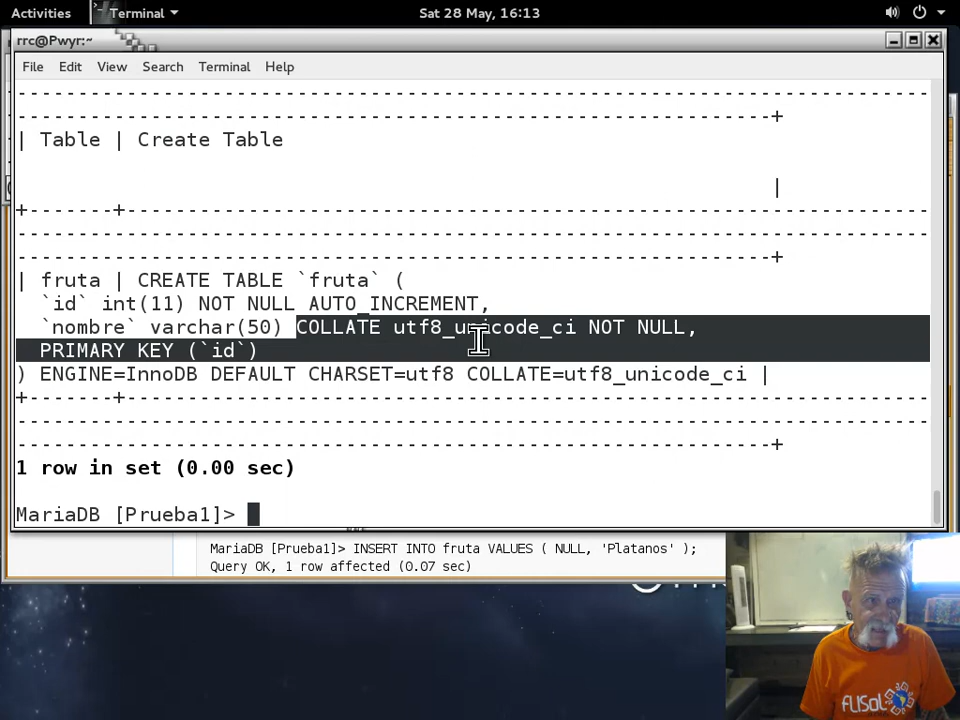 Activities Terminal Sat 28 May, 16:13
rrc@Pwyr:~
File Edit View Search Terminal Help
--------------------------------------------------------------------------- 
--------------------------------------------------------------+
| Table | Create Table
|
+-------+------------------------------------------------------------------
---------------------------------------------------------------------------
--------------------------------------------------------------+
| fruta | CREATE TABLE `fruta` (
`id` int(11) NOT NULL AUTO_INCREMENT,
`nombre` varchar(50) COLLATE utf8_unicode_ci NOT NULL,
PRIMARY KEY (`id`)
) ENGINE=InnoDB DEFAULT CHARSET=utf8 COLLATE=utf8_unicode_ci |
+-------+------------------------------------------------------------------
---------------------------------------------------------------------------
--------------------------------------------------------------+
1 row in set (0.00 sec)
MariaDB [Prueba1]>
MariaDB [Prueba1]> INSERT INTO fruta VALUES ( NULL, 'Platanos' );
Query OK, 1 row affected (0.07 sec)
FLISoL